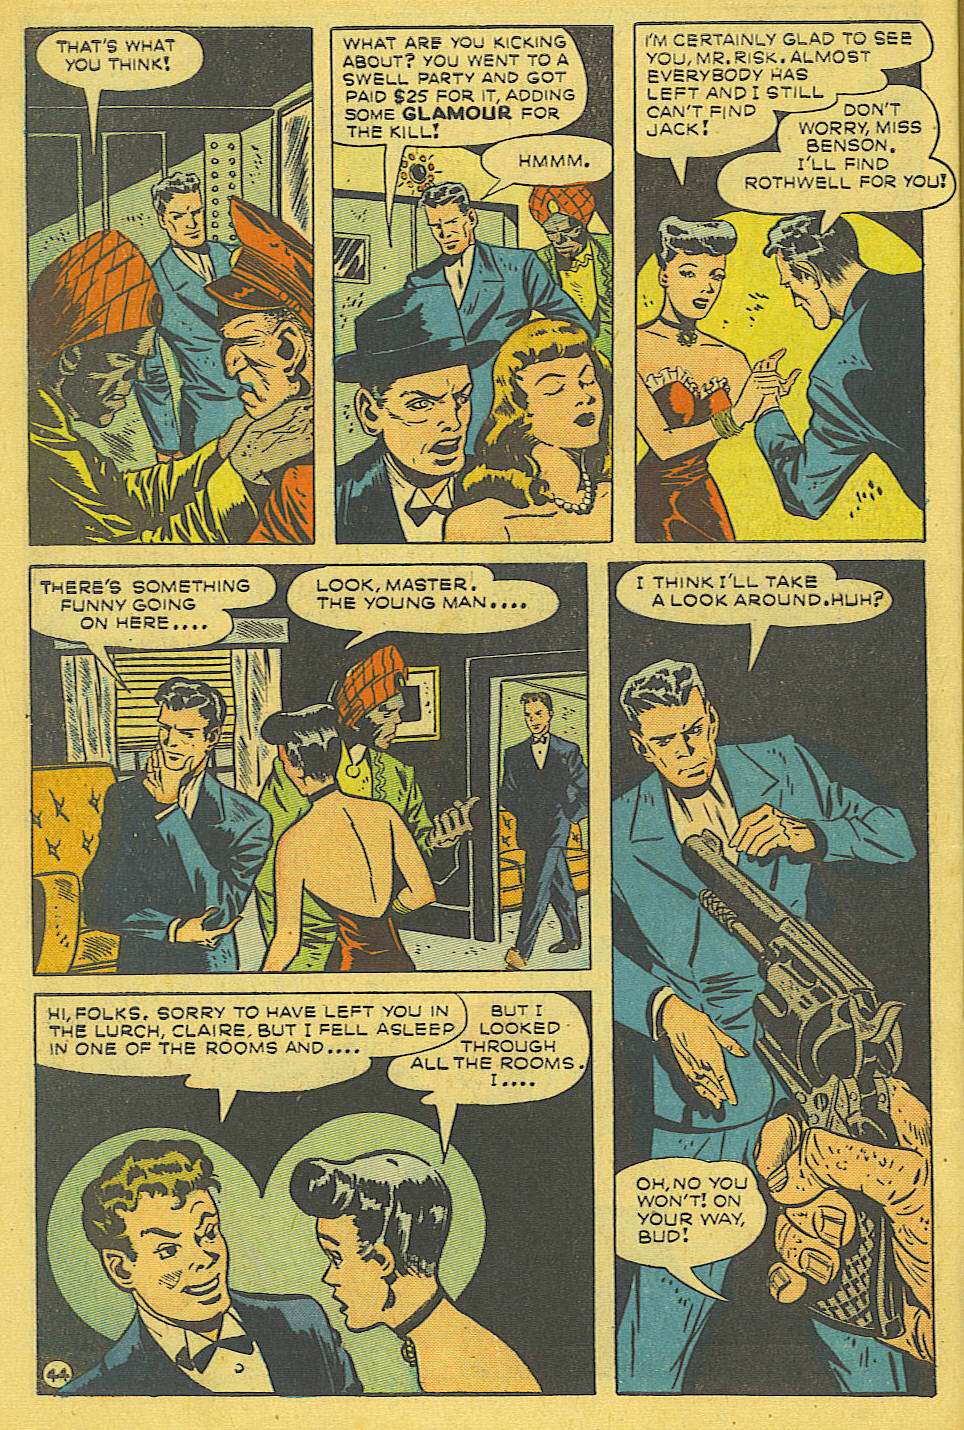 THAT'S WHAT
YOU THINK!
WHAT ARE YOU KICKING
ABOUT? YOU WENT TO A
SWELL PARTY AND GOT
PAID $25 FOR IT, ADDING
SOME GLAMOUR FOR
THE KILL!
HMMM.
I'M CERTAINLY GLAD TO SEE
YOU, MR. RISK. ALMOST
EVERYBODY HAS
LEFT AND I STILL
CAN'T FIND
JACK!
DON'T
WORRY, MISS
BENSON.
I'LL FIND
ROTHWELL FOR YOU!
THERE'S SOMETHING
FUNNY GOING
ON HERE....
LOOK, MASTER.
THE YOUNG MAN....
I THINK I'LL TAKE
A LOOK AROUND. HUH?
OH, NO YOU
WON'T! ON
YOUR WAY,
BUD!
HI, FOLKS. SORRY TO HAVE LEFT YOU IN
THE LURCH, CLAIRE, BUT I FELL ASLEEP
IN ONE OF THE ROOMS AND....
BUT I
LOOKED
THROUGH
ALL THE ROOMS.
I....
44